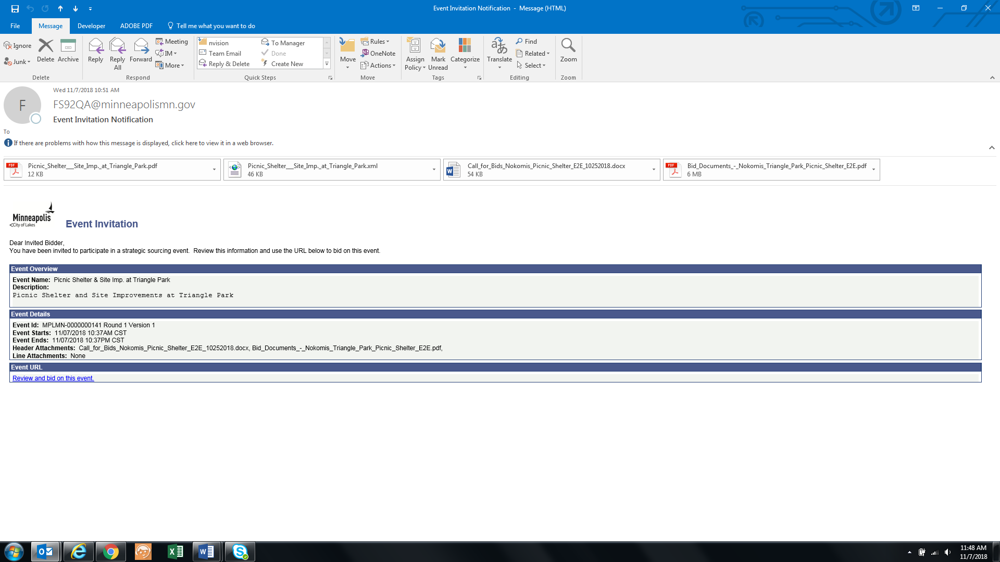 Event Invitation Notification - Message (HTML)
File Message Developer ADOBE PDF Tell me what you want to do
Ignore
Junk
Delete
Archive
Delete
Reply
Reply All
Forward
Meeting
IM
More
Respond
nvision
Team Email
Reply & Delete
To Manager
Done
Create New
Quick Steps
Move
Rules
OneNote
Actions
Move
Assign Policy
Mark Unread
Categorize
Tags
Translate
Find
Related
Select
Editing
Zoom
Zoom
F
Wed 11/7/2018 10:51 AM
FS92QA@minneapolismn.gov
Event Invitation Notification
To
If there are problems with how this message is displayed, click here to view it in a web browser.
PDF
Picnic_Shelter___Site_Imp._at_Triangle_Park.pdf
12 KB
Picnic_Shelter___Site_Imp._at_Triangle_Park.xml
46 KB
Call_for_Bids_Nokomis_Picnic_Shelter_E2E_10252018.docx
54 KB
PDF
Bid_Documents_-_Nokomis_Triangle_Park_Picnic_Shelter_E2E.pdf
6 MB
Minneapolis
City of Lakes
Event Invitation
Dear Invited Bidder,
You have been invited to participate in a strategic sourcing event. Review this information and use the URL below to bid on this event.
Event Overview
Event Name: Picnic Shelter & Site Imp. at Triangle Park
Description:
Picnic Shelter and Site Improvements at Triangle Park
Event Details
Event Id: MPLMN-0000000141 Round 1 Version 1
Event Starts: 11/07/2018 10:37AM CST
Event Ends: 11/07/2018 10:37PM CST
Header Attachments: Call_for_Bids_Nokomis_Picnic_Shelter_E2E_10252018.docx, Bid_Documents_-_Nokomis_Triangle_Park_Picnic_Shelter_E2E.pdf,
Line Attachments: None
Event URL
Review and bid on this event.
11:48 AM
11/7/2018